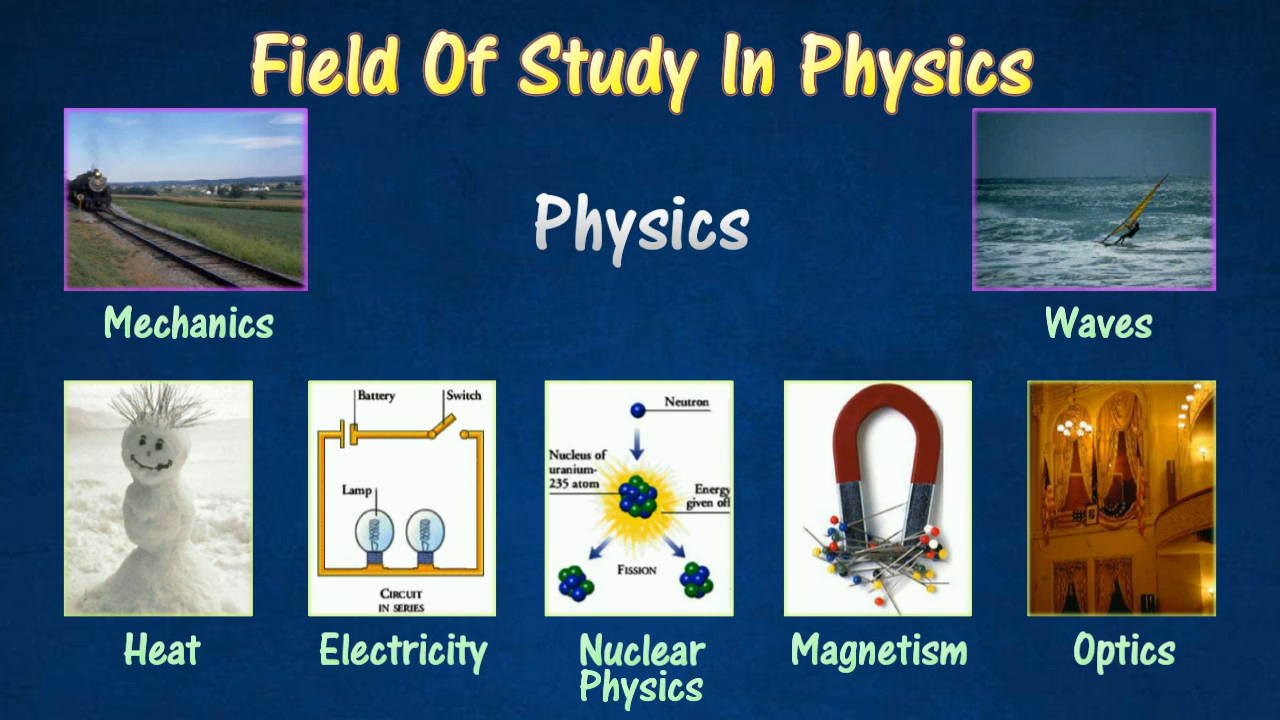 Field Of Study In Physics
Physics
Mechanics
Waves
Battery
Switch
Lamp
CIRCUIT
IN SERIES
Neutron
Nucleus of
uranium-
235 atom
Energy
given off
FISSION
Heat
Electricity
Nuclear
Physics
Magnetism
Optics